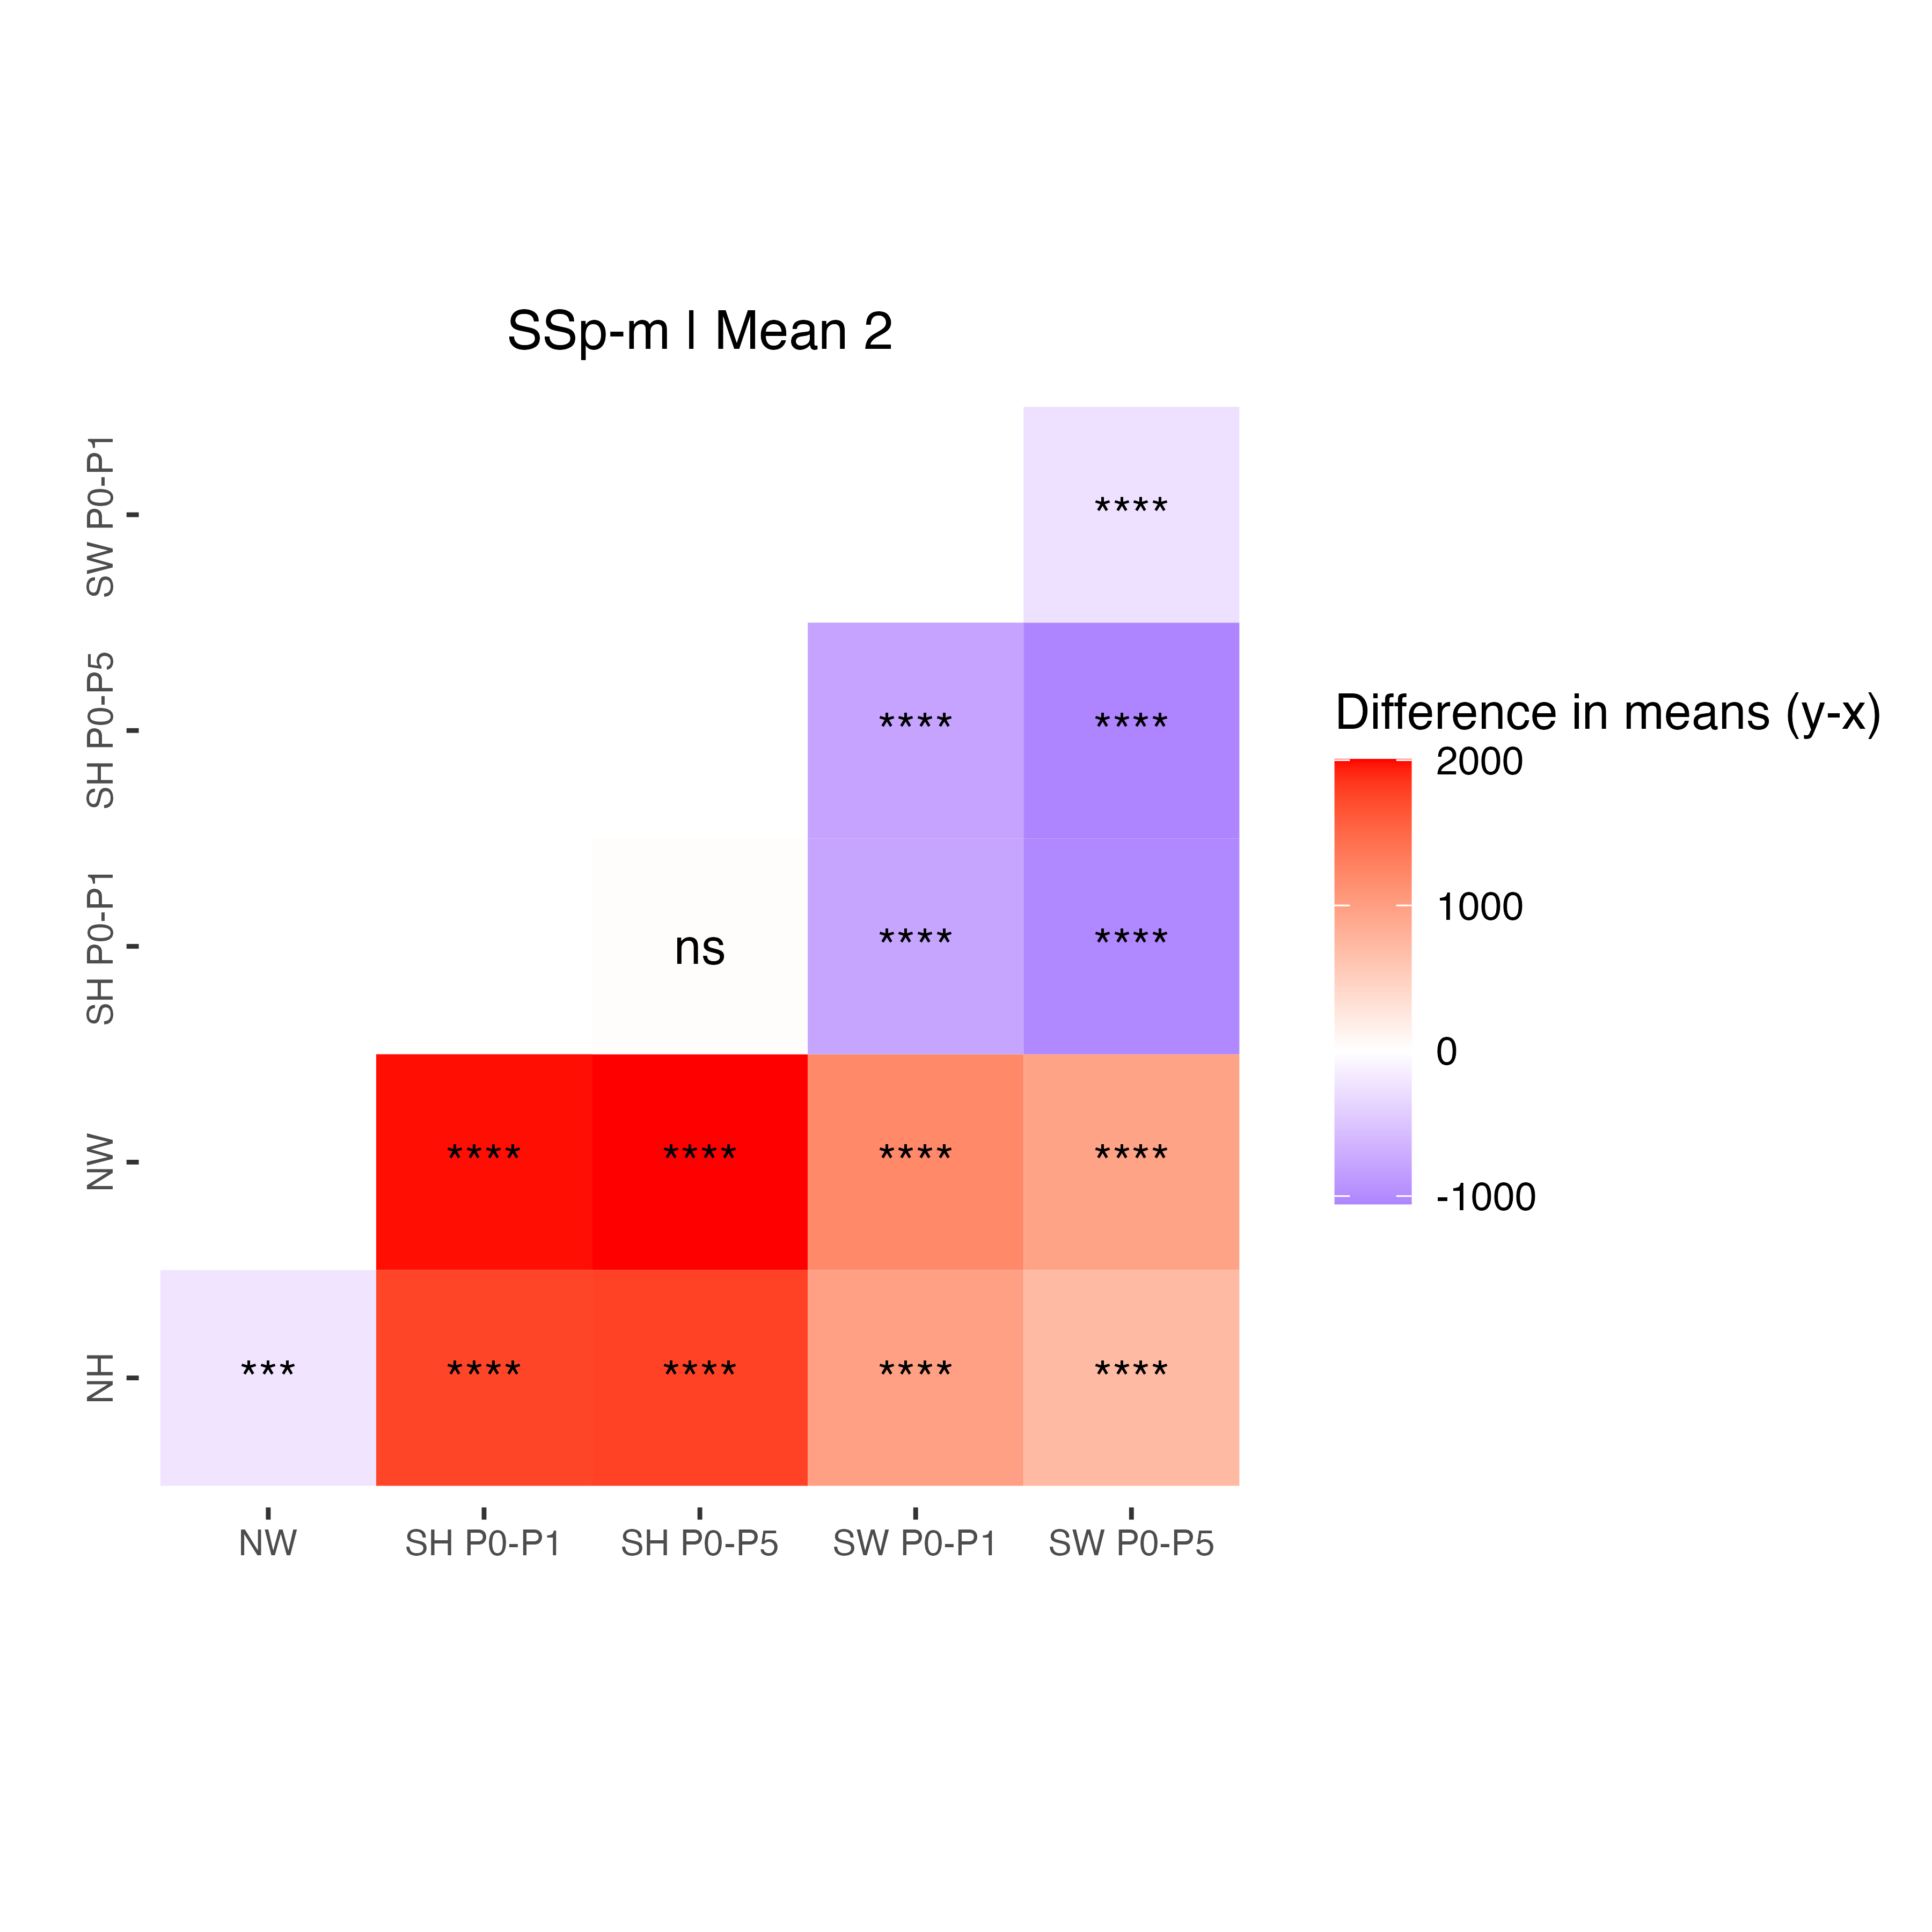 SSp-m | Mean 2
SW P0-P1
****
SH P0-P5
**** ****
SH P0-P1
ns **** ****
NW
**** **** **** ****
NH
*** **** **** **** ****
NW SH P0-P1 SH P0-P5 SW P0-P1 SW P0-P5
Difference in means (y-x)
2000
1000
0
-1000